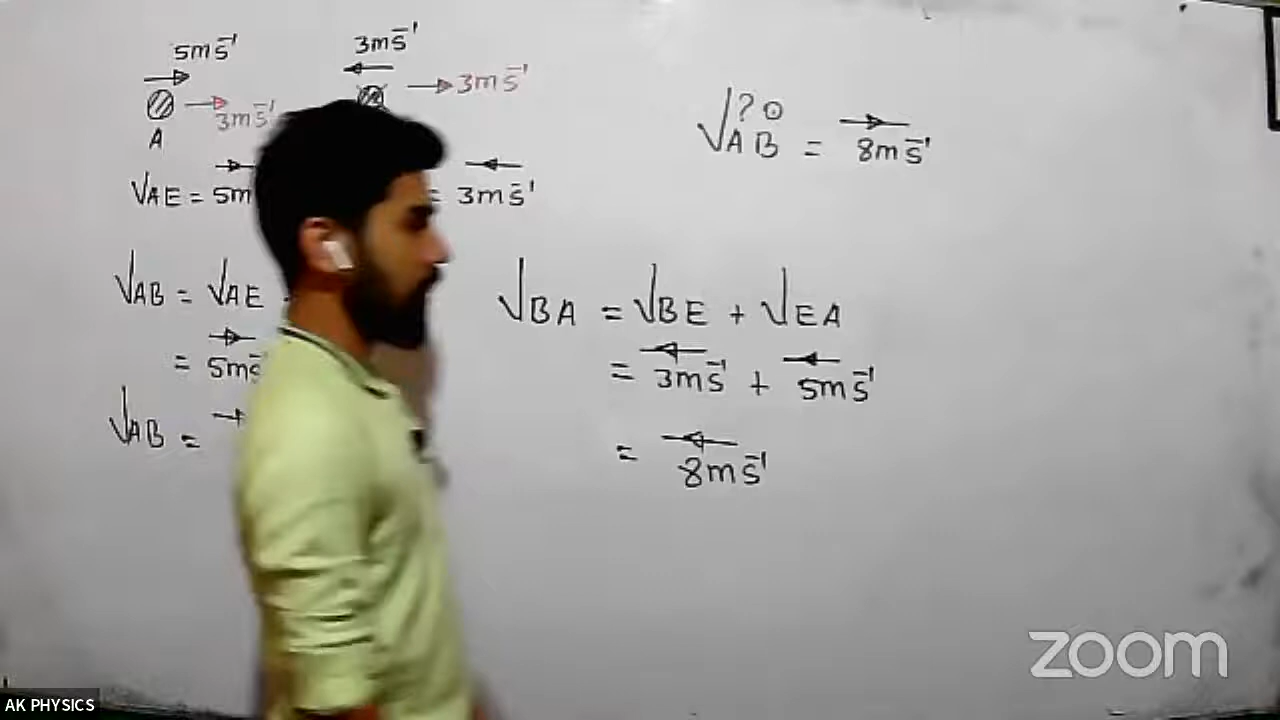 5ms⁻¹ 3ms⁻¹
3ms⁻¹ 3ms⁻¹
A
VAE = 5m = 3ms⁻¹
V?⊙AB = 8ms⁻¹
VAB = VAE
= 5ms
VAB =
VBA = VBE + VEA
= 3ms⁻¹ + 5ms⁻¹
= 8ms⁻¹
zoom
AK PHYSICS